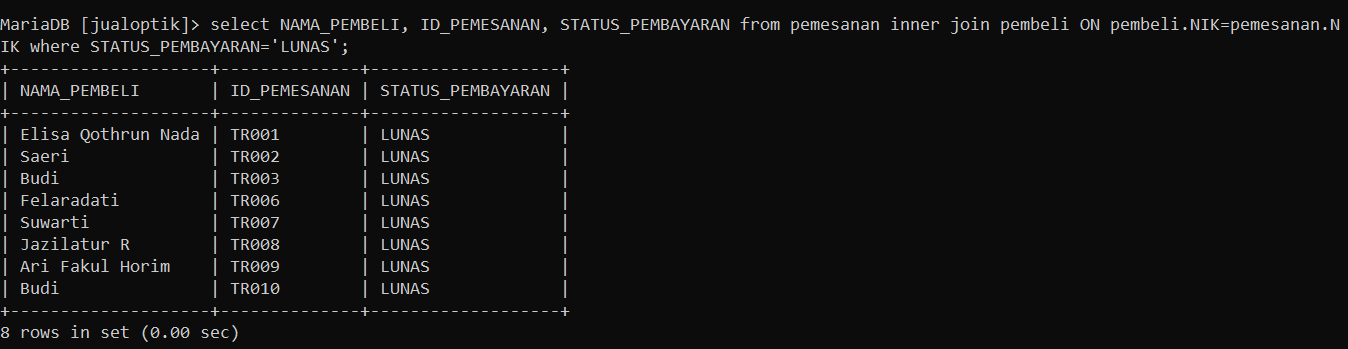 MariaDB [jualoptik]> select NAMA_PEMBELI, ID_PEMESANAN, STATUS_PEMBAYARAN from pemesanan inner join pembeli ON pembeli.NIK=pemesanan.N
IK where STATUS_PEMBAYARAN='LUNAS';
+--------------------+--------------+-------------------+
| NAMA_PEMBELI       | ID_PEMESANAN | STATUS_PEMBAYARAN |
+--------------------+--------------+-------------------+
| Elisa Qothrun Nada | TR001        | LUNAS             |
| Saeri              | TR002        | LUNAS             |
| Budi               | TR003        | LUNAS             |
| Felaradati         | TR006        | LUNAS             |
| Suwarti            | TR007        | LUNAS             |
| Jazilatur R        | TR008        | LUNAS             |
| Ari Fakul Horim    | TR009        | LUNAS             |
| Budi               | TR010        | LUNAS             |
+--------------------+--------------+-------------------+
8 rows in set (0.00 sec)